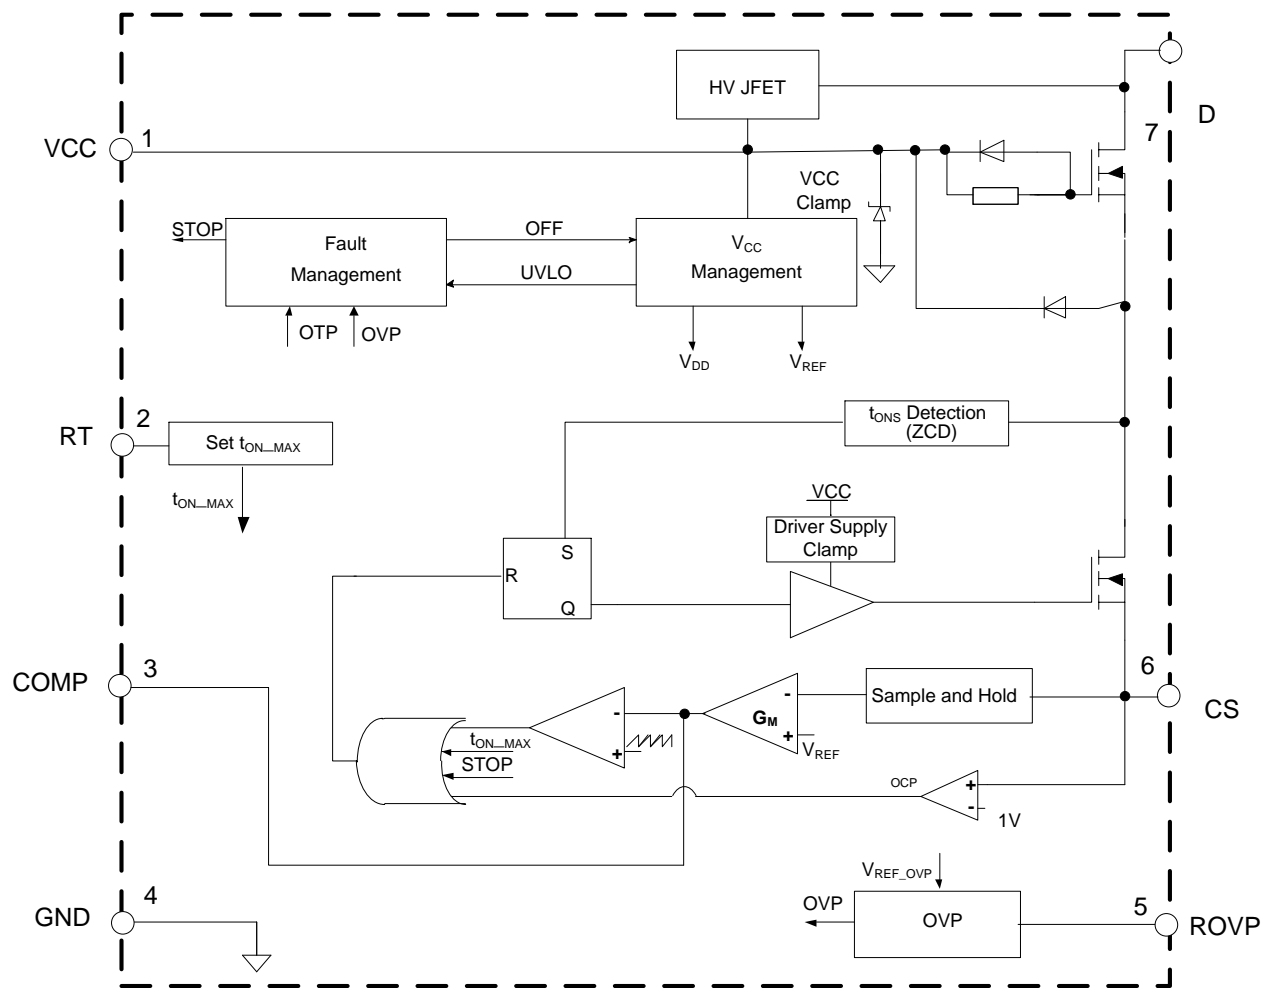 HV JFET
D
7
VCC
1
VCC
Clamp
STOP
Fault
Management
OFF
UVLO
VCC
Management
OTP
OVP
VDD
VREF
RT
2
Set tON_MAX
tON_MAX
tONS Detection
(ZCD)
VCC
Driver Supply
Clamp
S
R
Q
COMP
3
6
CS
Sample and Hold
-
GM
+
VREF
-
+
tON_MAX
STOP
OCP
+
-
1V
VREF_OVP
GND
4
OVP
OVP
5
ROVP